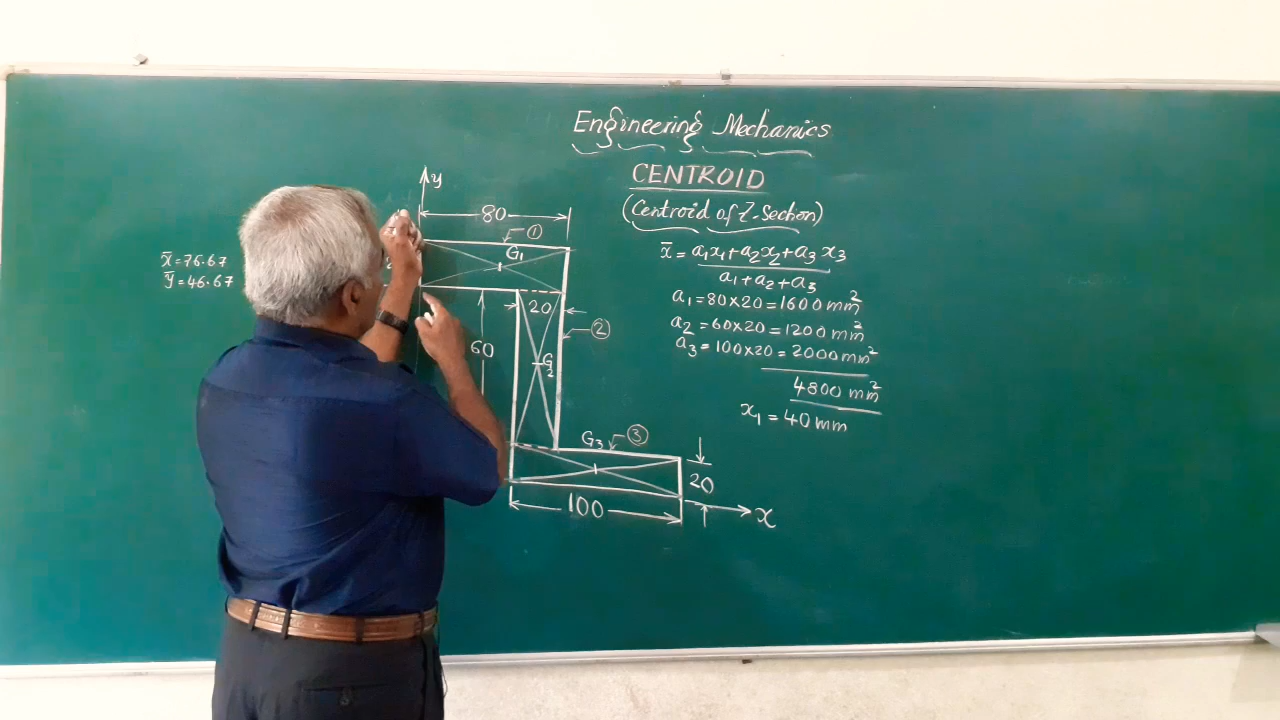 Engineering Mechanics
CENTROID
(Centroid of Z-Section)
x̄ = a₁x₁+a₂x₂+a₃ x₃
a₁+a₂+a₃
a₁ = 80×20 = 1600 mm²
a₂ = 60×20 = 1200 mm²
a₃ = 100×20 = 2000 mm²
4800 mm²
x₁ = 40 mm
x̄ = 76.67
ȳ = 46.67
y
80
①
G₁
20
②
60
G₂
G₃
③
20
100
x